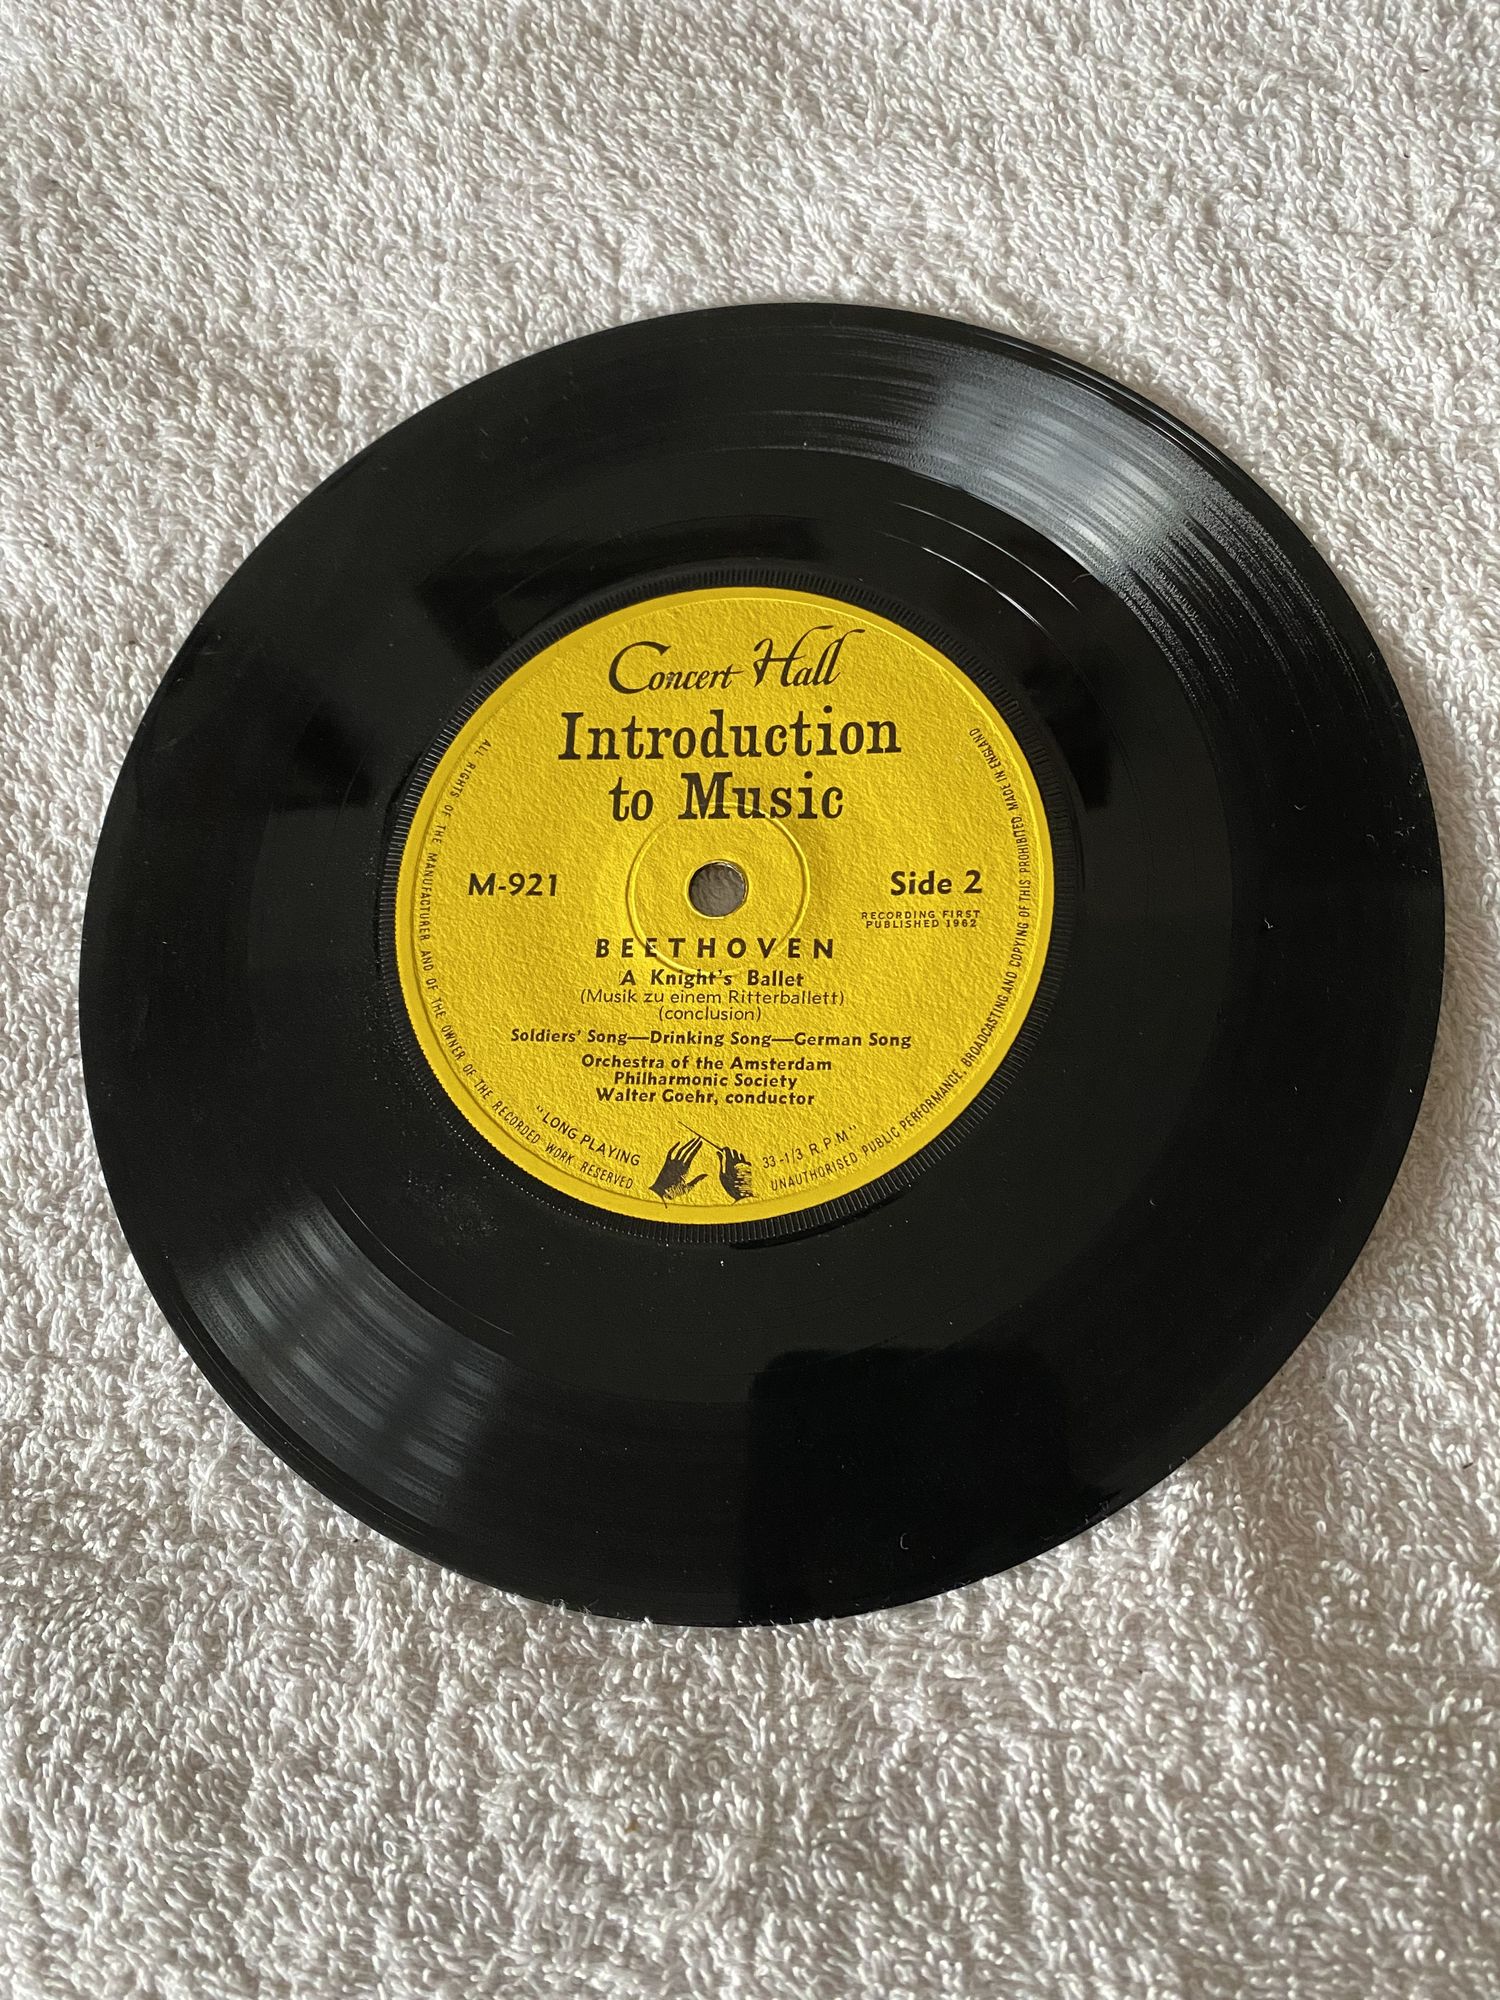 Concert Hall
Introduction
to Music
M-921
Side 2
RECORDING FIRST
PUBLISHED 1962
BEETHOVEN
A Knight's Ballet
(Musik zu einem Ritterballett)
(conclusion)
Soldiers' Song—Drinking Song—German Song
Orchestra of the Amsterdam
Philharmonic Society
Walter Goehr, conductor
"LONG PLAYING 33-1/3 R.P.M."
ALL RIGHTS OF THE MANUFACTURER AND OF THE OWNER OF THE RECORDED WORK RESERVED
UNAUTHORISED PUBLIC PERFORMANCE, BROADCASTING AND COPYING OF THIS PROHIBITED MADE IN ENGLAND